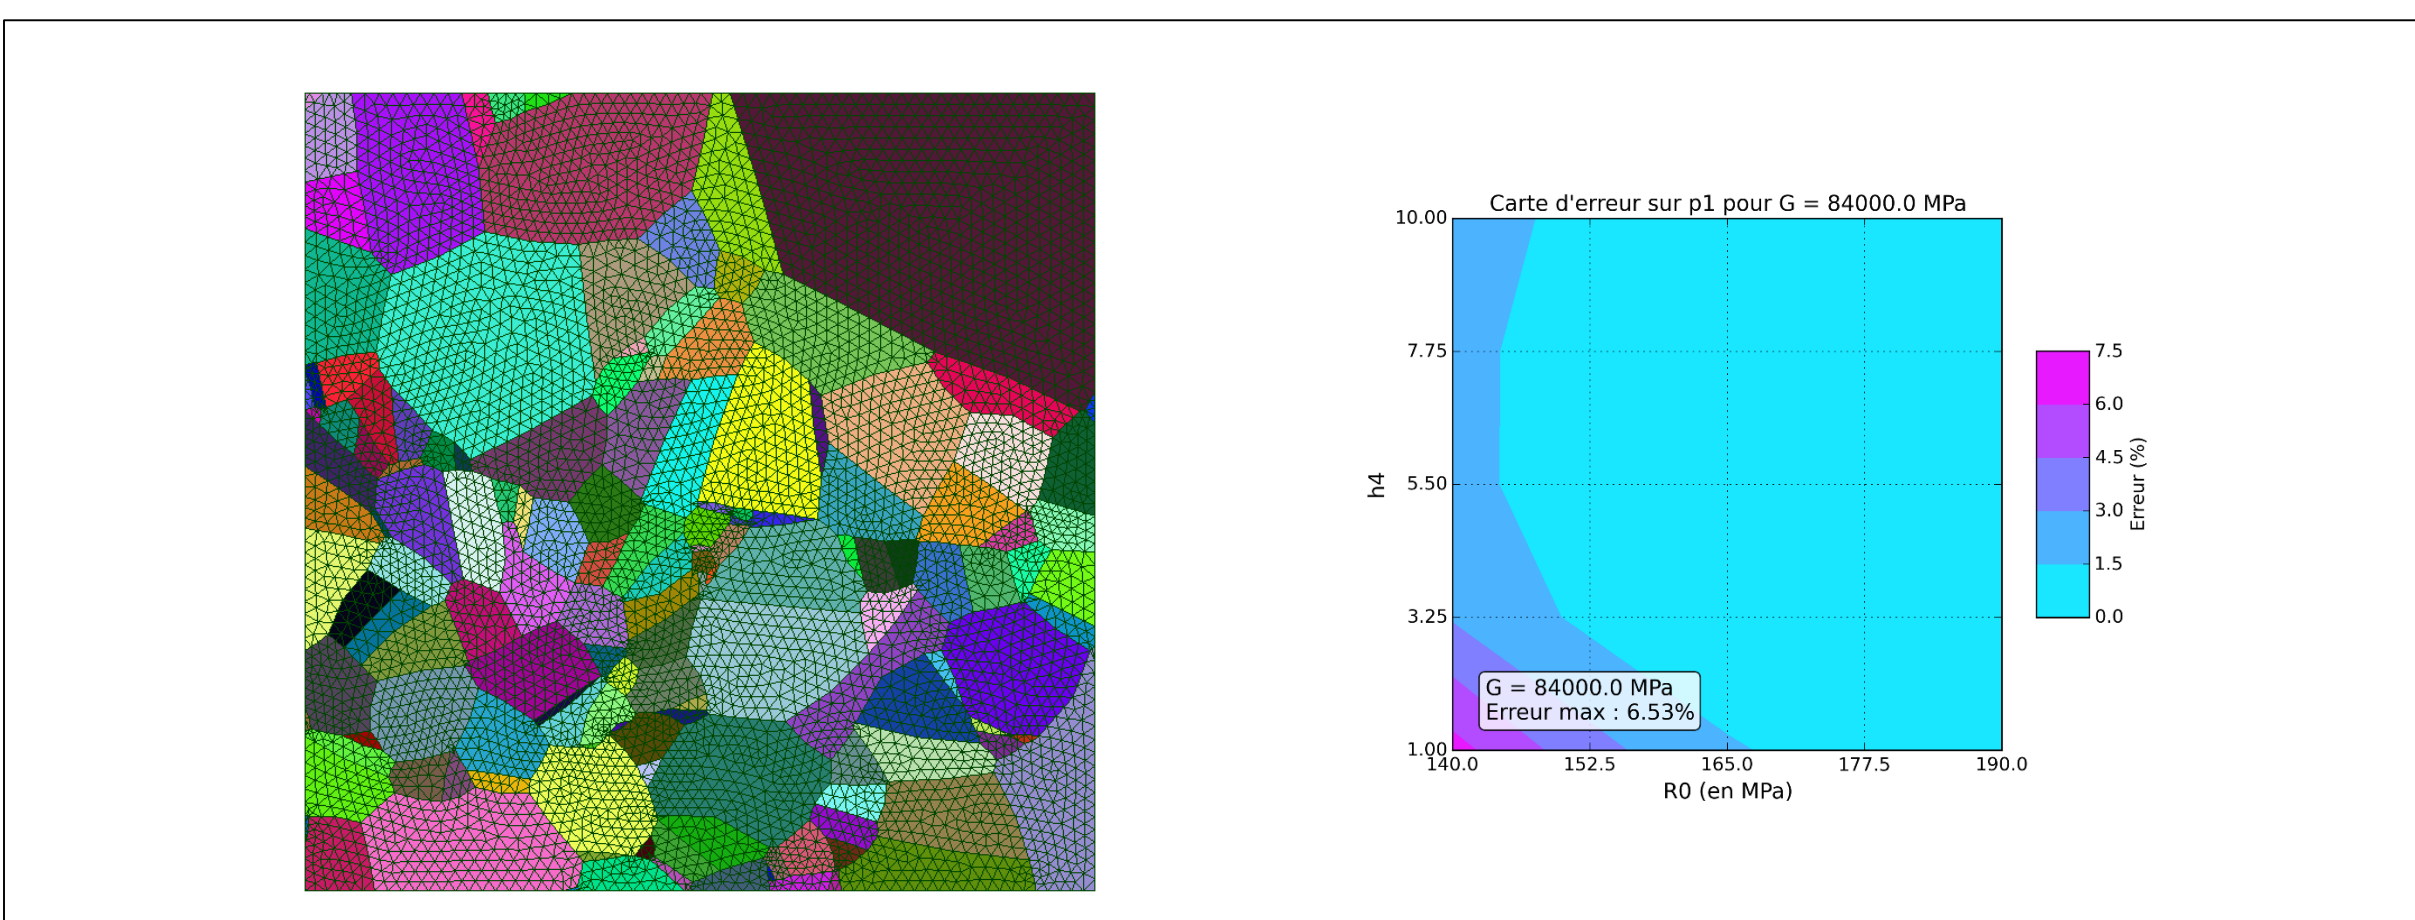 Carte d'erreur sur p1 pour G = 84000.0 MPa
10.00
7.75
5.50
3.25
1.00
h4
G = 84000.0 MPa
Erreur max : 6.53%
140.0 152.5 165.0 177.5 190.0
R0 (en MPa)
7.5
6.0
4.5
3.0
1.5
0.0
Erreur (%)